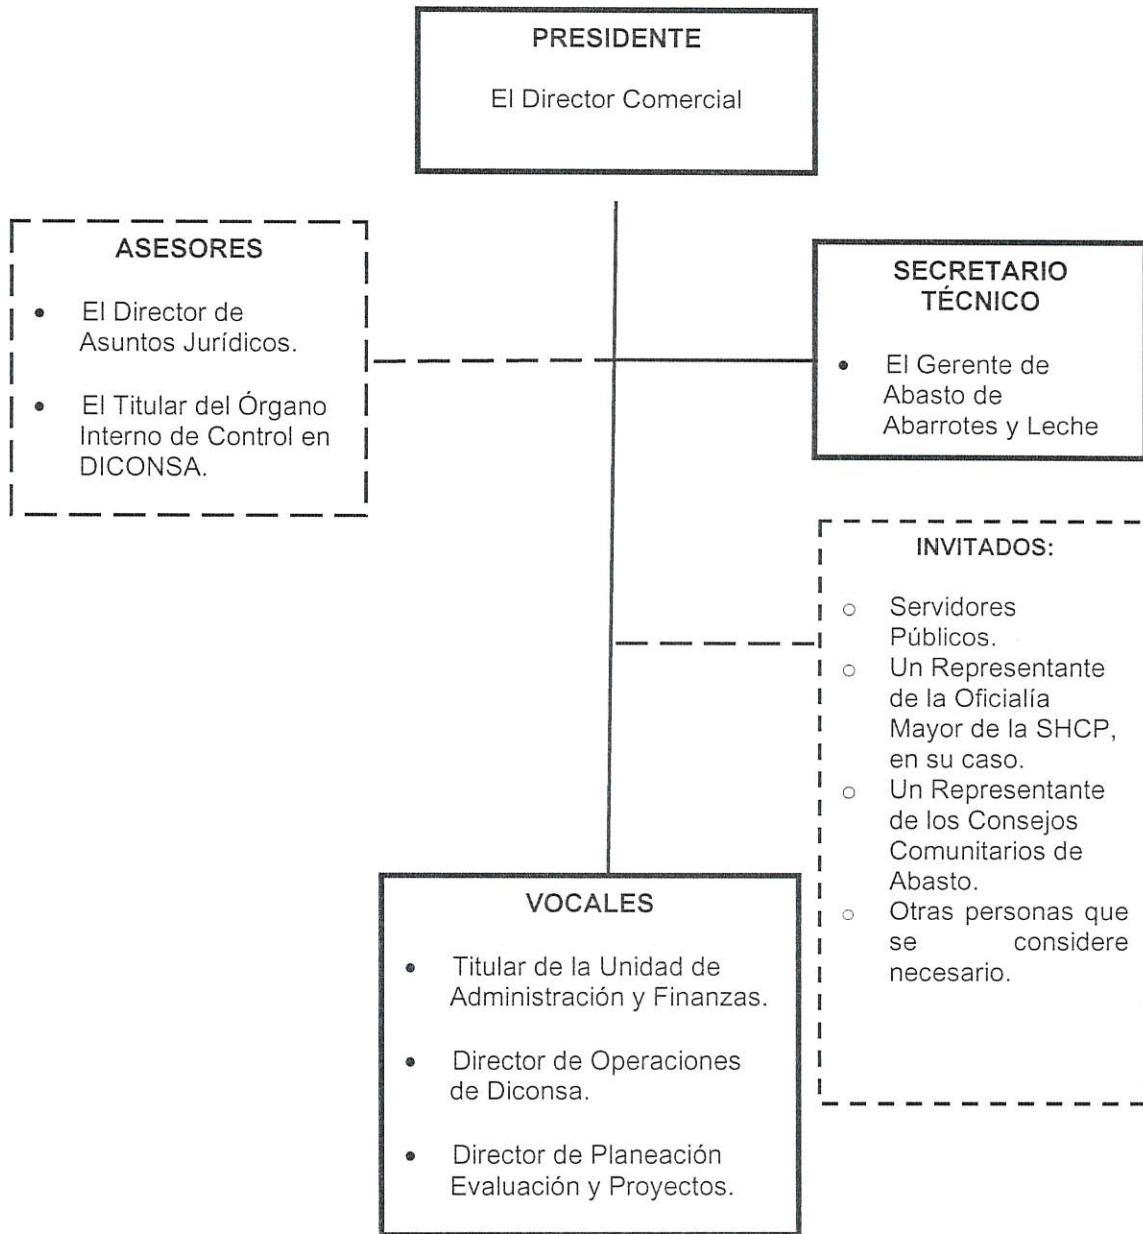 PRESIDENTE
El Director Comercial
ASESORES
• El Director de
Asuntos Jurídicos.
• El Titular del Órgano
Interno de Control en
DICONSA.
SECRETARIO
TÉCNICO
• El Gerente de
Abasto de
Abarrotes y Leche
INVITADOS:
○ Servidores
Públicos.
○ Un Representante
de la Oficialía
Mayor de la SHCP,
en su caso.
○ Un Representante
de los Consejos
Comunitarios de
Abasto.
○ Otras personas que
se considere
necesario.
VOCALES
• Titular de la Unidad de
Administración y Finanzas.
• Director de Operaciones
de Diconsa.
• Director de Planeación
Evaluación y Proyectos.